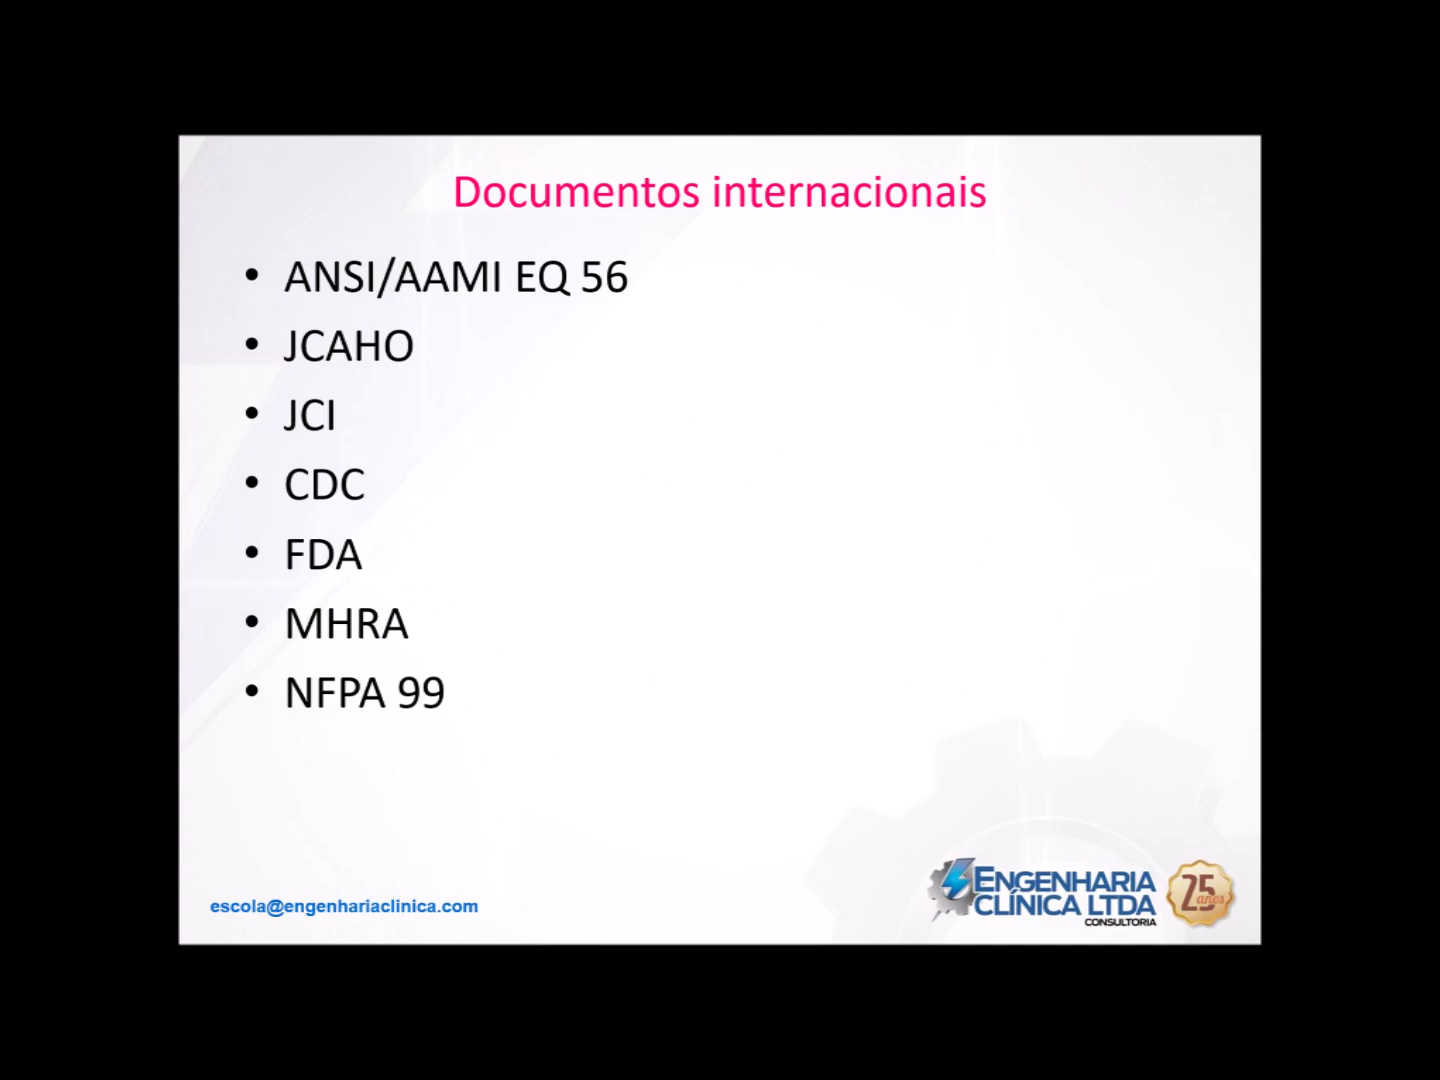 Documentos internacionais
• ANSI/AAMI EQ 56
• JCAHO
• JCI
• CDC
• FDA
• MHRA
• NFPA 99
escola@engenhariaclinica.com
ENGENHARIA
CLÍNICA LTDA
CONSULTORIA
25
anos